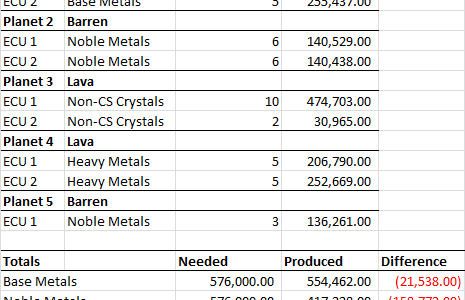 ECU 2 Base Metals 5 255,437.00
Planet 2 Barren
ECU 1 Noble Metals 6 140,529.00
ECU 2 Noble Metals 6 140,438.00
Planet 3 Lava
ECU 1 Non-CS Crystals 10 474,703.00
ECU 2 Non-CS Crystals 2 30,965.00
Planet 4 Lava
ECU 1 Heavy Metals 5 206,790.00
ECU 2 Heavy Metals 5 252,669.00
Planet 5 Barren
ECU 1 Noble Metals 3 136,261.00
Totals Needed Produced Difference
Base Metals 576,000.00 554,462.00 (21,538.00)
Noble Metals 576,000.00 417,228.00 (158,772.00)